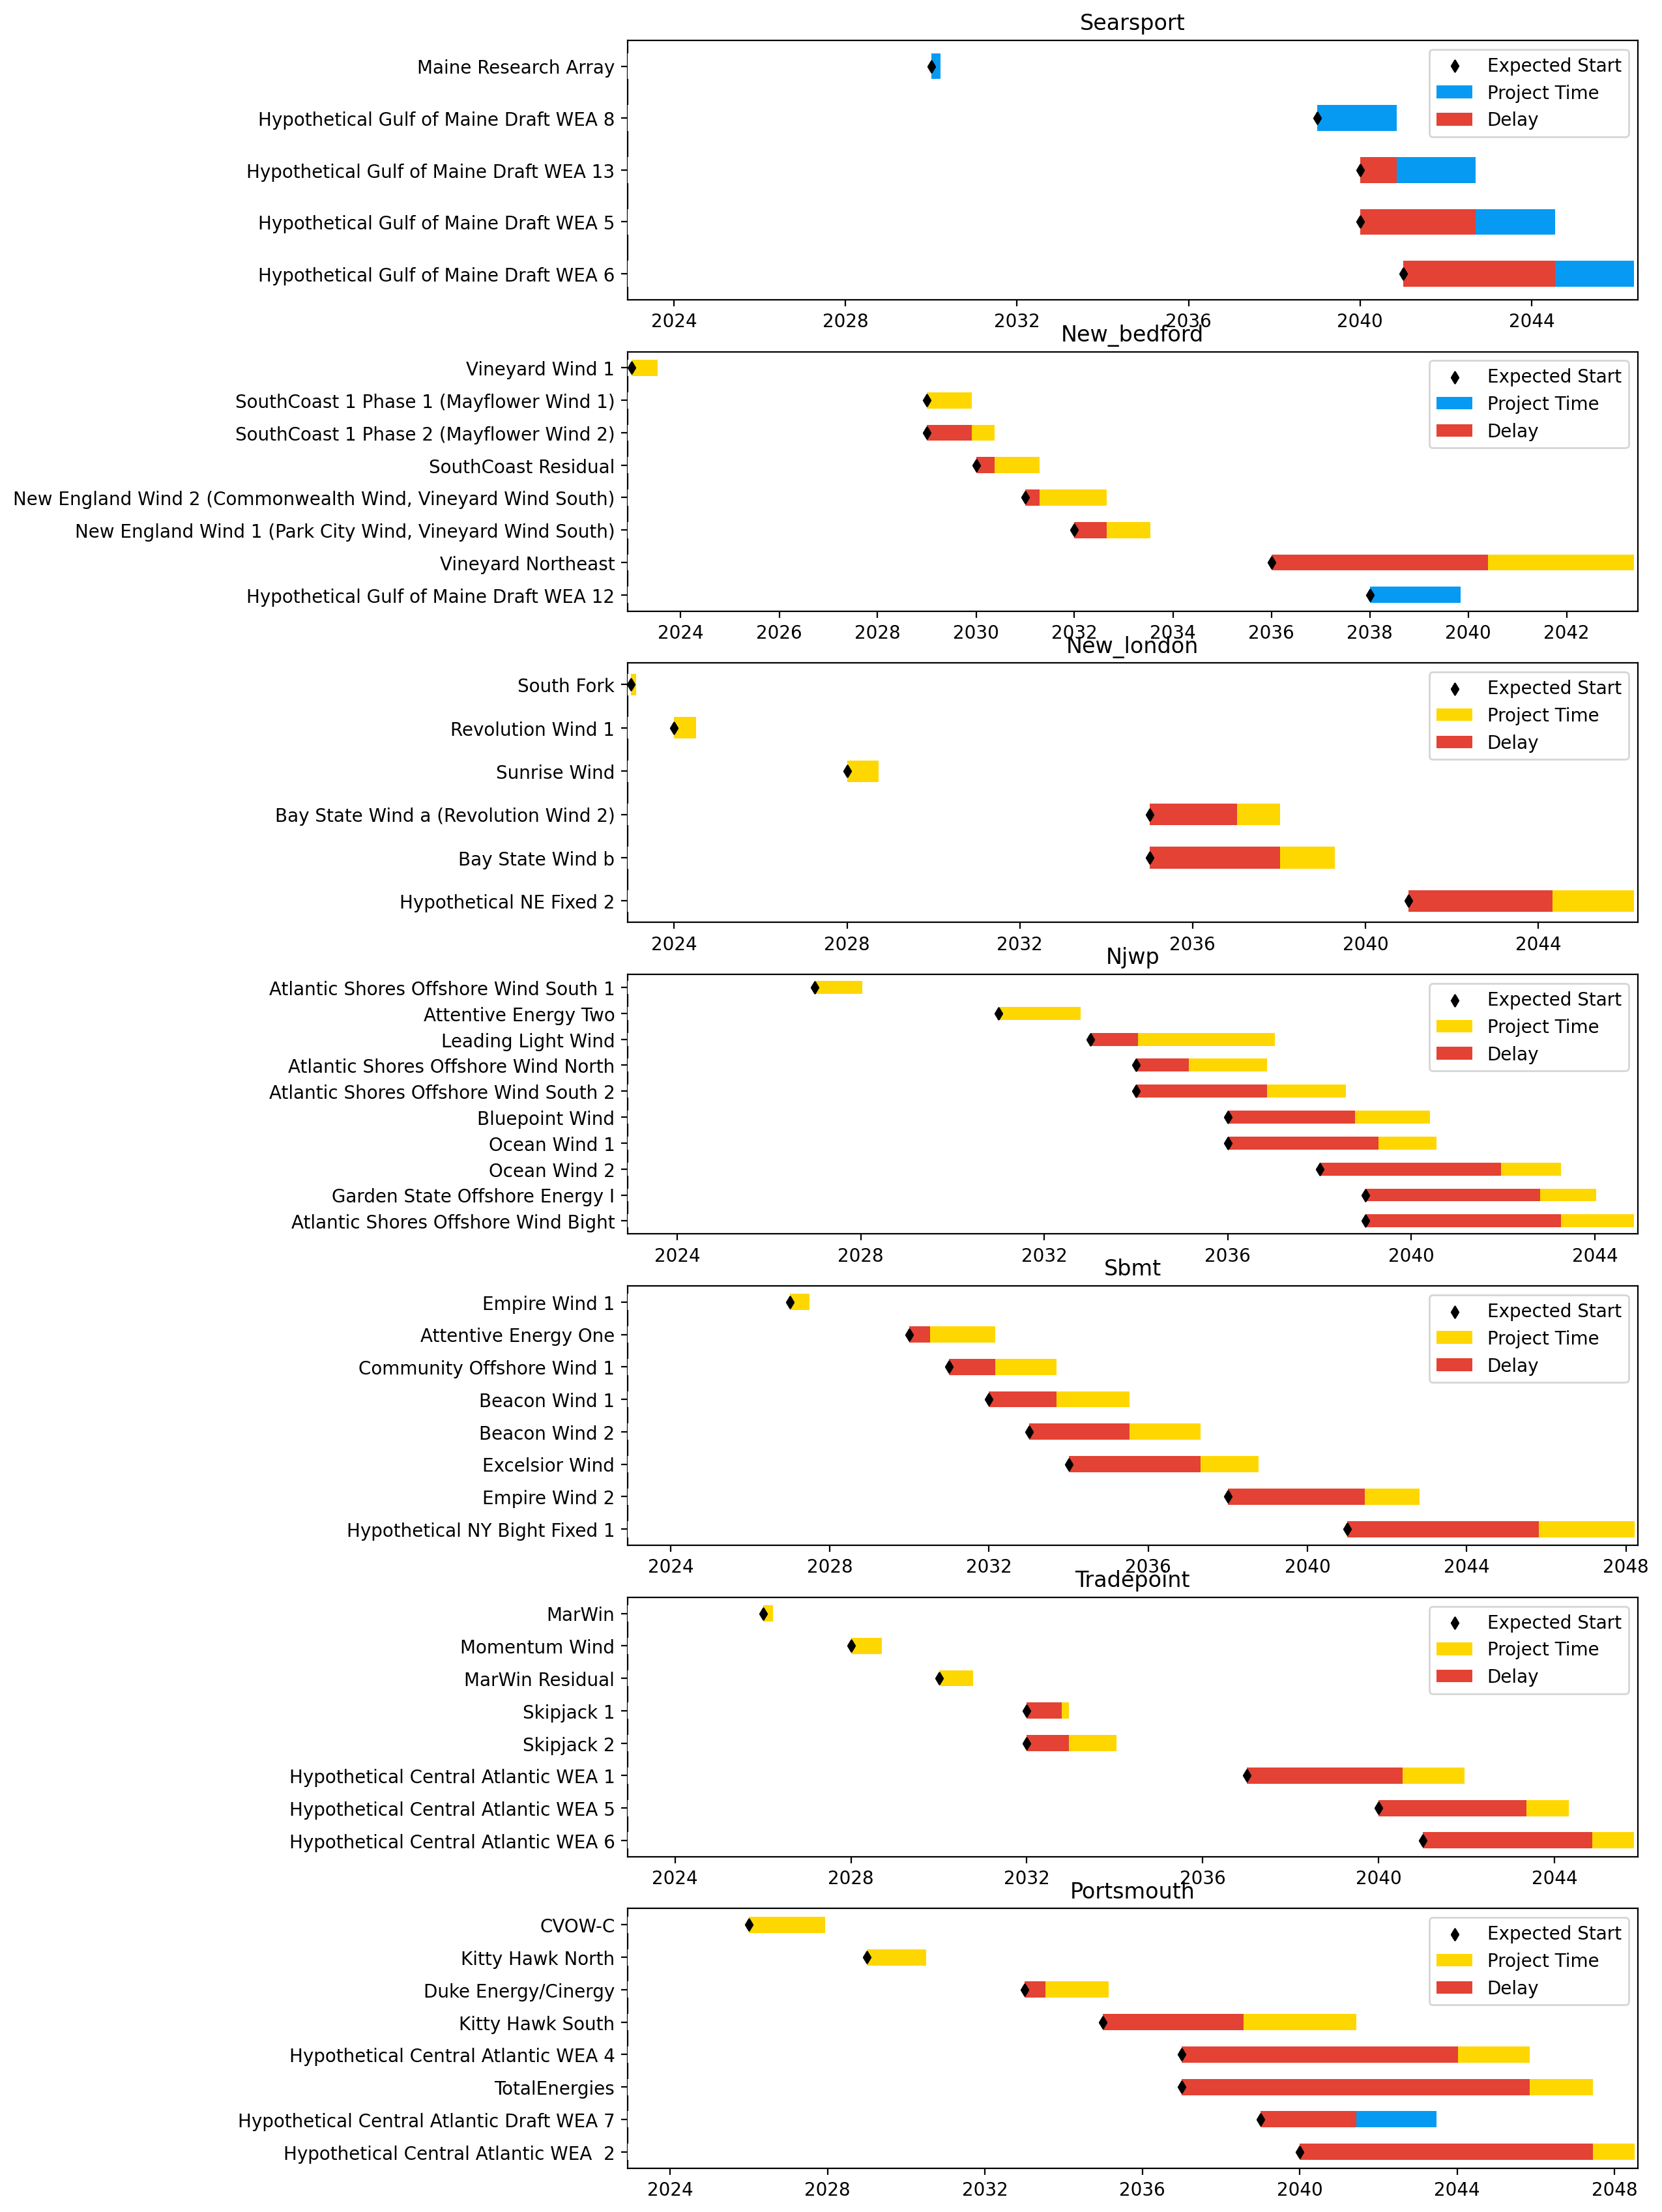 Searsport
Maine Research Array
Hypothetical Gulf of Maine Draft WEA 8
Hypothetical Gulf of Maine Draft WEA 13
Hypothetical Gulf of Maine Draft WEA 5
Hypothetical Gulf of Maine Draft WEA 6
Expected Start
Project Time
Delay
2024 2028 2032 2036 2040 2044
New_bedford
Vineyard Wind 1
SouthCoast 1 Phase 1 (Mayflower Wind 1)
SouthCoast 1 Phase 2 (Mayflower Wind 2)
SouthCoast Residual
New England Wind 2 (Commonwealth Wind, Vineyard Wind South)
New England Wind 1 (Park City Wind, Vineyard Wind South)
Vineyard Northeast
Hypothetical Gulf of Maine Draft WEA 12
Expected Start
Project Time
Delay
2024 2026 2028 2030 2032 2034 2036 2038 2040 2042
New_london
South Fork
Revolution Wind 1
Sunrise Wind
Bay State Wind a (Revolution Wind 2)
Bay State Wind b
Hypothetical NE Fixed 2
Expected Start
Project Time
Delay
2024 2028 2032 2036 2040 2044
Njwp
Atlantic Shores Offshore Wind South 1
Attentive Energy Two
Leading Light Wind
Atlantic Shores Offshore Wind North
Atlantic Shores Offshore Wind South 2
Bluepoint Wind
Ocean Wind 1
Ocean Wind 2
Garden State Offshore Energy I
Atlantic Shores Offshore Wind Bight
Expected Start
Project Time
Delay
2024 2028 2032 2036 2040 2044
Sbmt
Empire Wind 1
Attentive Energy One
Community Offshore Wind 1
Beacon Wind 1
Beacon Wind 2
Excelsior Wind
Empire Wind 2
Hypothetical NY Bight Fixed 1
Expected Start
Project Time
Delay
2024 2028 2032 2036 2040 2044 2048
Tradepoint
MarWin
Momentum Wind
MarWin Residual
Skipjack 1
Skipjack 2
Hypothetical Central Atlantic WEA 1
Hypothetical Central Atlantic WEA 5
Hypothetical Central Atlantic WEA 6
Expected Start
Project Time
Delay
2024 2028 2032 2036 2040 2044
Portsmouth
CVOW-C
Kitty Hawk North
Duke Energy/Cinergy
Kitty Hawk South
Hypothetical Central Atlantic WEA 4
TotalEnergies
Hypothetical Central Atlantic Draft WEA 7
Hypothetical Central Atlantic WEA  2
Expected Start
Project Time
Delay
2024 2028 2032 2036 2040 2044 2048